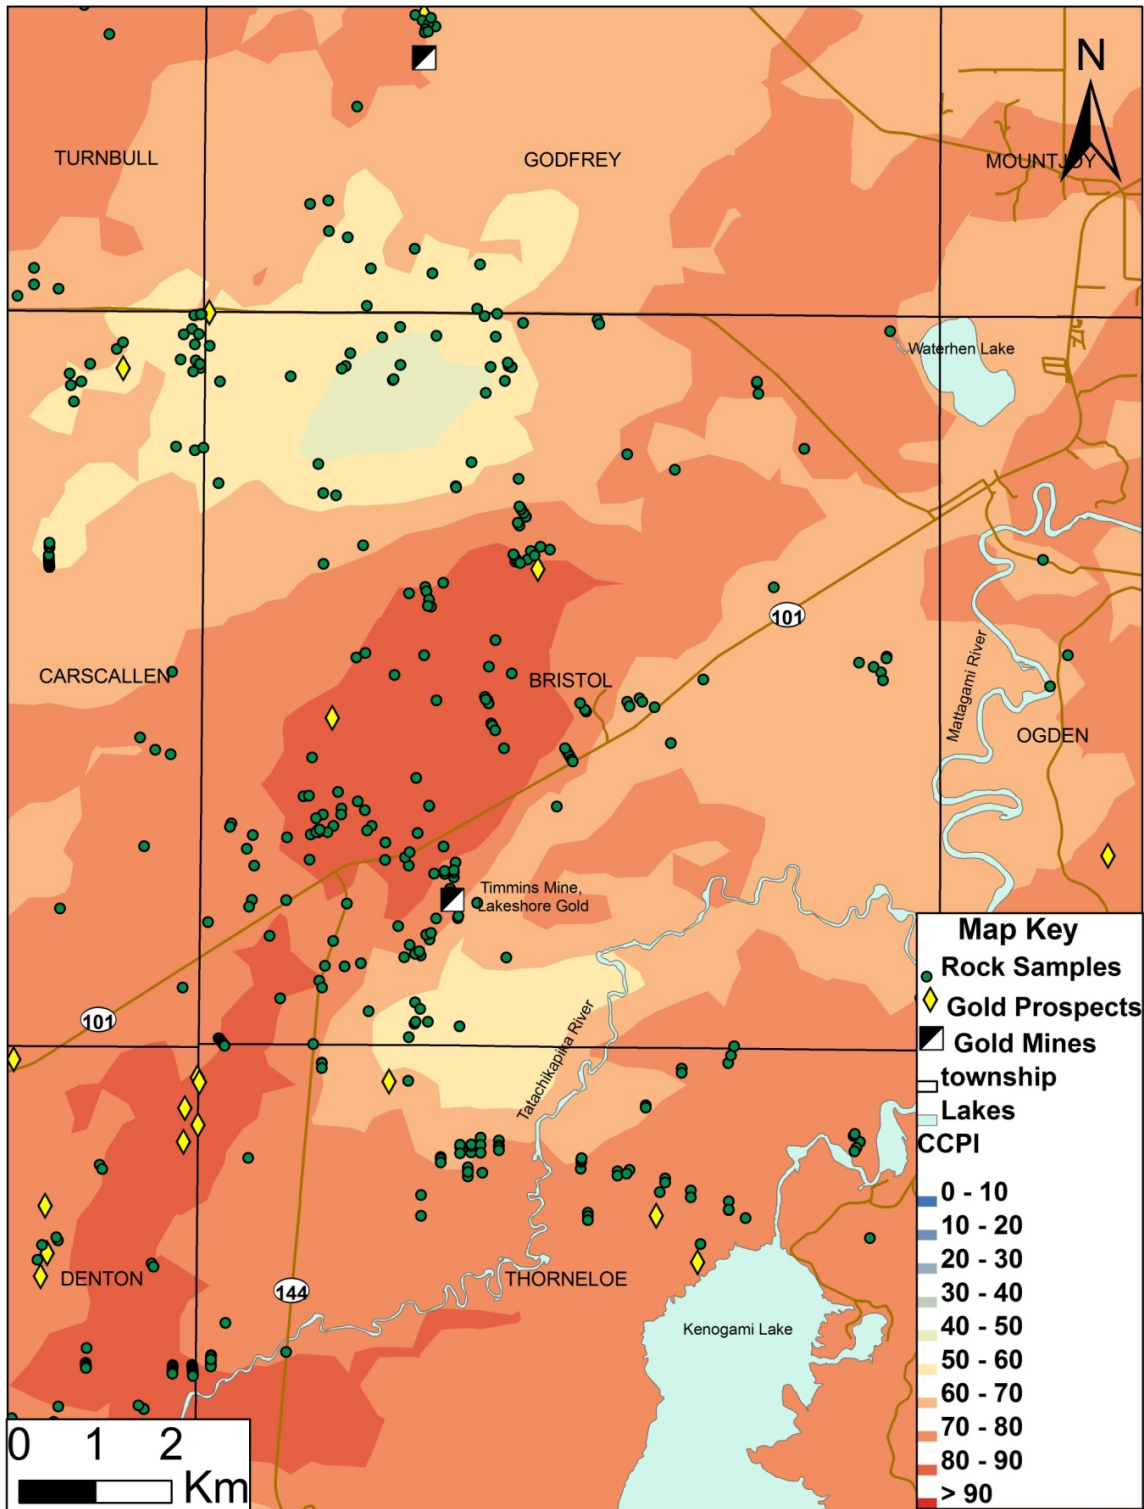 N
TURNBULL
GODFREY
MOUNTJOY
Waterhen Lake
101
Mattagami River
CARSCALLEN
BRISTOL
OGDEN
Timmins Mine,
Lakeshore Gold
Tatachikapika River
101
DENTON
144
THORNELOE
Kenogami Lake
Map Key
Rock Samples
Gold Prospects
Gold Mines
township
Lakes
CCPI
0 - 10
10 - 20
20 - 30
30 - 40
40 - 50
50 - 60
60 - 70
70 - 80
80 - 90
> 90
0 1 2
Km